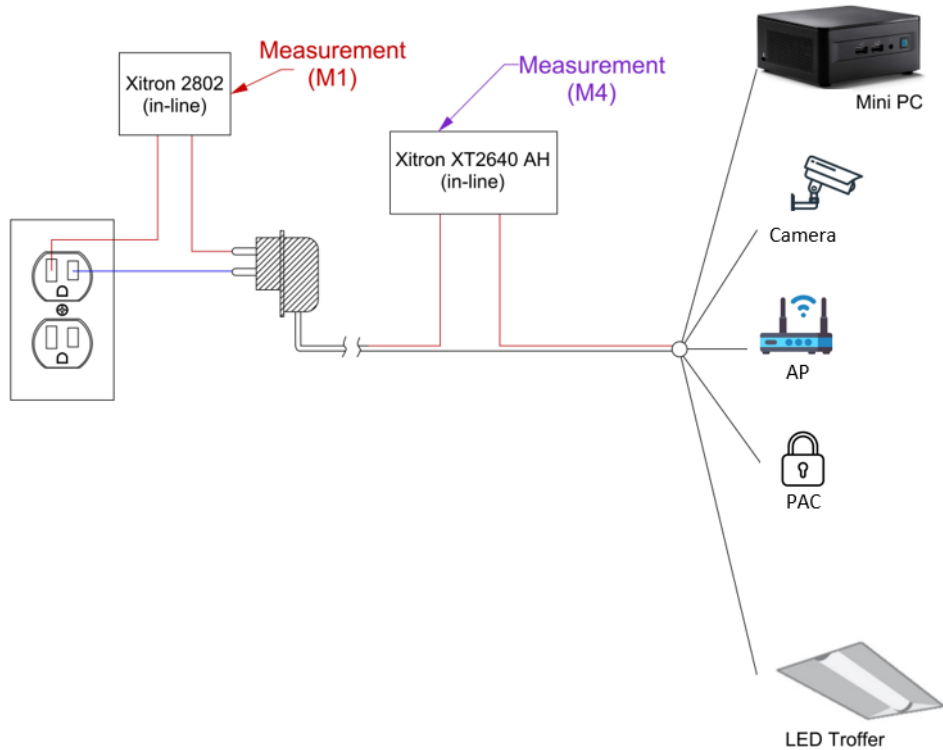 Measurement
(M1)
Xitron 2802
(in-line)
Measurement
(M4)
Xitron XT2640 AH
(in-line)
Mini PC
Camera
AP
PAC
LED Troffer